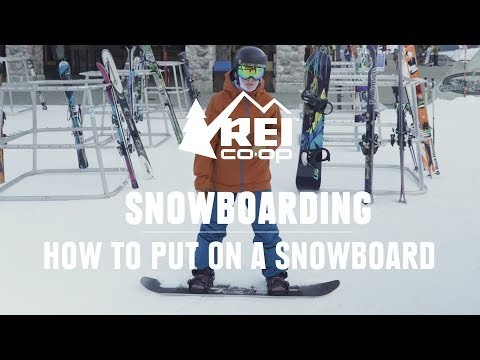 REI
CO·OP
SNOWBOARDING
HOW TO PUT ON A SNOWBOARD